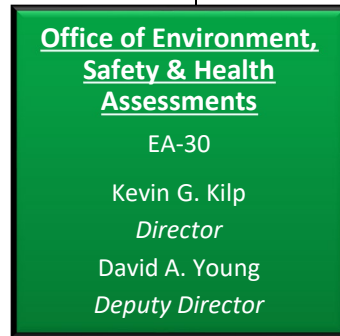 Office of Environment,
Safety & Health
Assessments
EA-30
Kevin G. Kilp
Director
David A. Young
Deputy Director